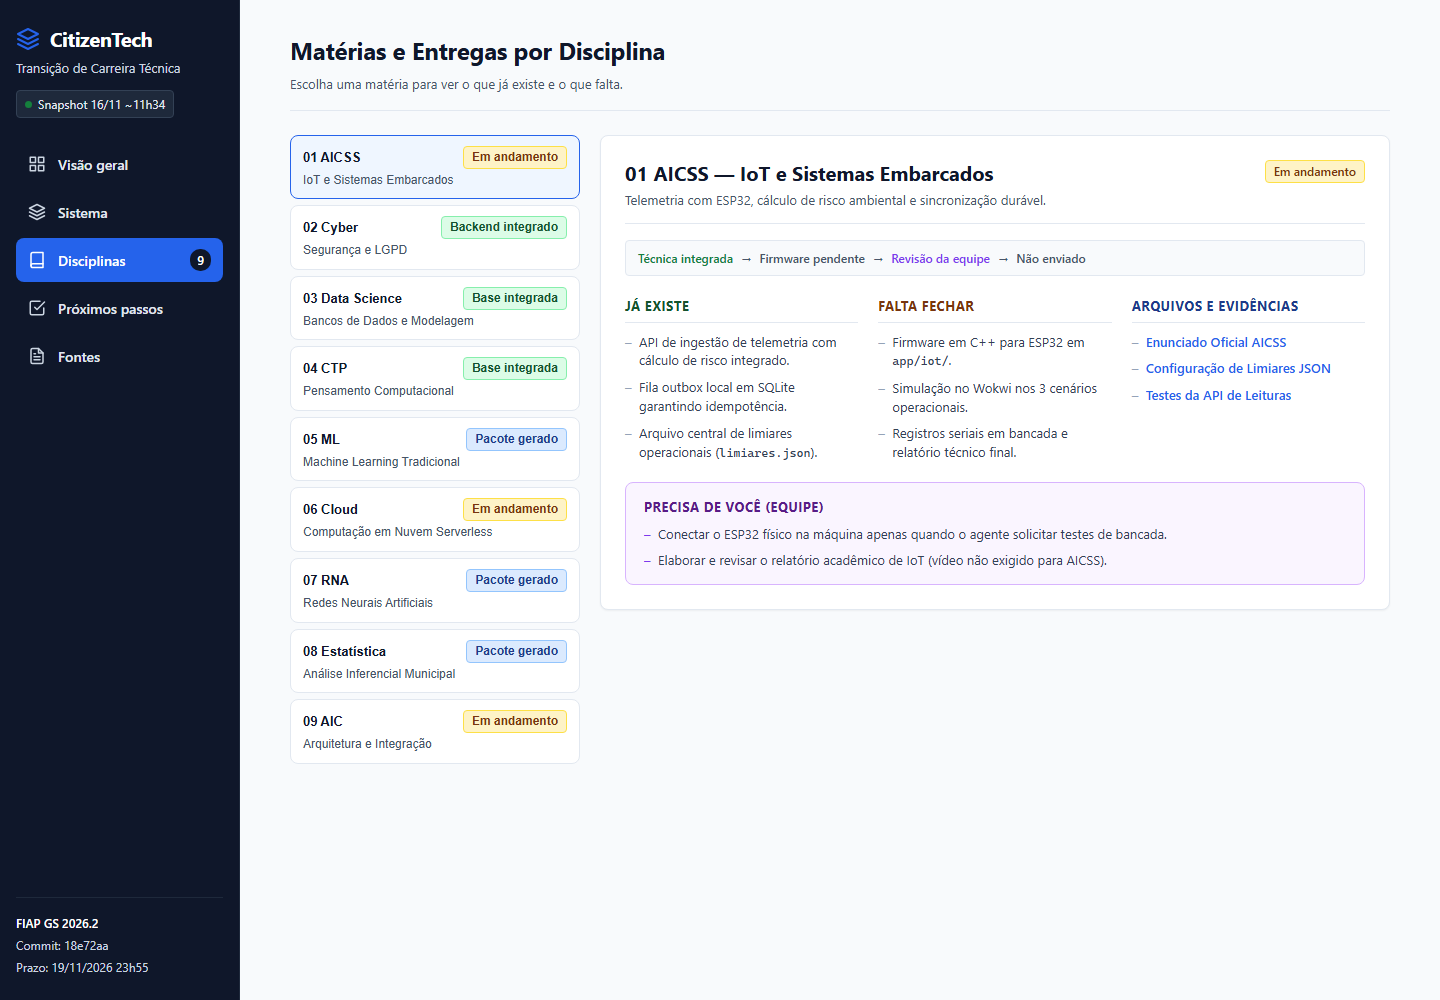 CitizenTech
Transição de Carreira Técnica
Snapshot 16/11 ~11h34
Visão geral
Sistema
Disciplinas 9
Próximos passos
Fontes
FIAP GS 2026.2
Commit: 18e72aa
Prazo: 19/11/2026 23h55
Matérias e Entregas por Disciplina
Escolha uma matéria para ver o que já existe e o que falta.
01 AICSS Em andamento
IoT e Sistemas Embarcados
02 Cyber Backend integrado
Segurança e LGPD
03 Data Science Base integrada
Bancos de Dados e Modelagem
04 CTP Base integrada
Pensamento Computacional
05 ML Pacote gerado
Machine Learning Tradicional
06 Cloud Em andamento
Computação em Nuvem Serverless
07 RNA Pacote gerado
Redes Neurais Artificiais
08 Estatística Pacote gerado
Análise Inferencial Municipal
09 AIC Em andamento
Arquitetura e Integração
01 AICSS — IoT e Sistemas Embarcados Em andamento
Telemetria com ESP32, cálculo de risco ambiental e sincronização durável.
Técnica integrada → Firmware pendente → Revisão da equipe → Não enviado
JÁ EXISTE
– API de ingestão de telemetria com
cálculo de risco integrado.
– Fila outbox local em SQLite
garantindo idempotência.
– Arquivo central de limiares
operacionais (limiares.json).
FALTA FECHAR
– Firmware em C++ para ESP32 em
app/iot/.
– Simulação no Wokwi nos 3 cenários
operacionais.
– Registros seriais em bancada e
relatório técnico final.
ARQUIVOS E EVIDÊNCIAS
– Enunciado Oficial AICSS
– Configuração de Limiares JSON
– Testes da API de Leituras
PRECISA DE VOCÊ (EQUIPE)
– Conectar o ESP32 físico na máquina apenas quando o agente solicitar testes de bancada.
– Elaborar e revisar o relatório acadêmico de IoT (vídeo não exigido para AICSS).